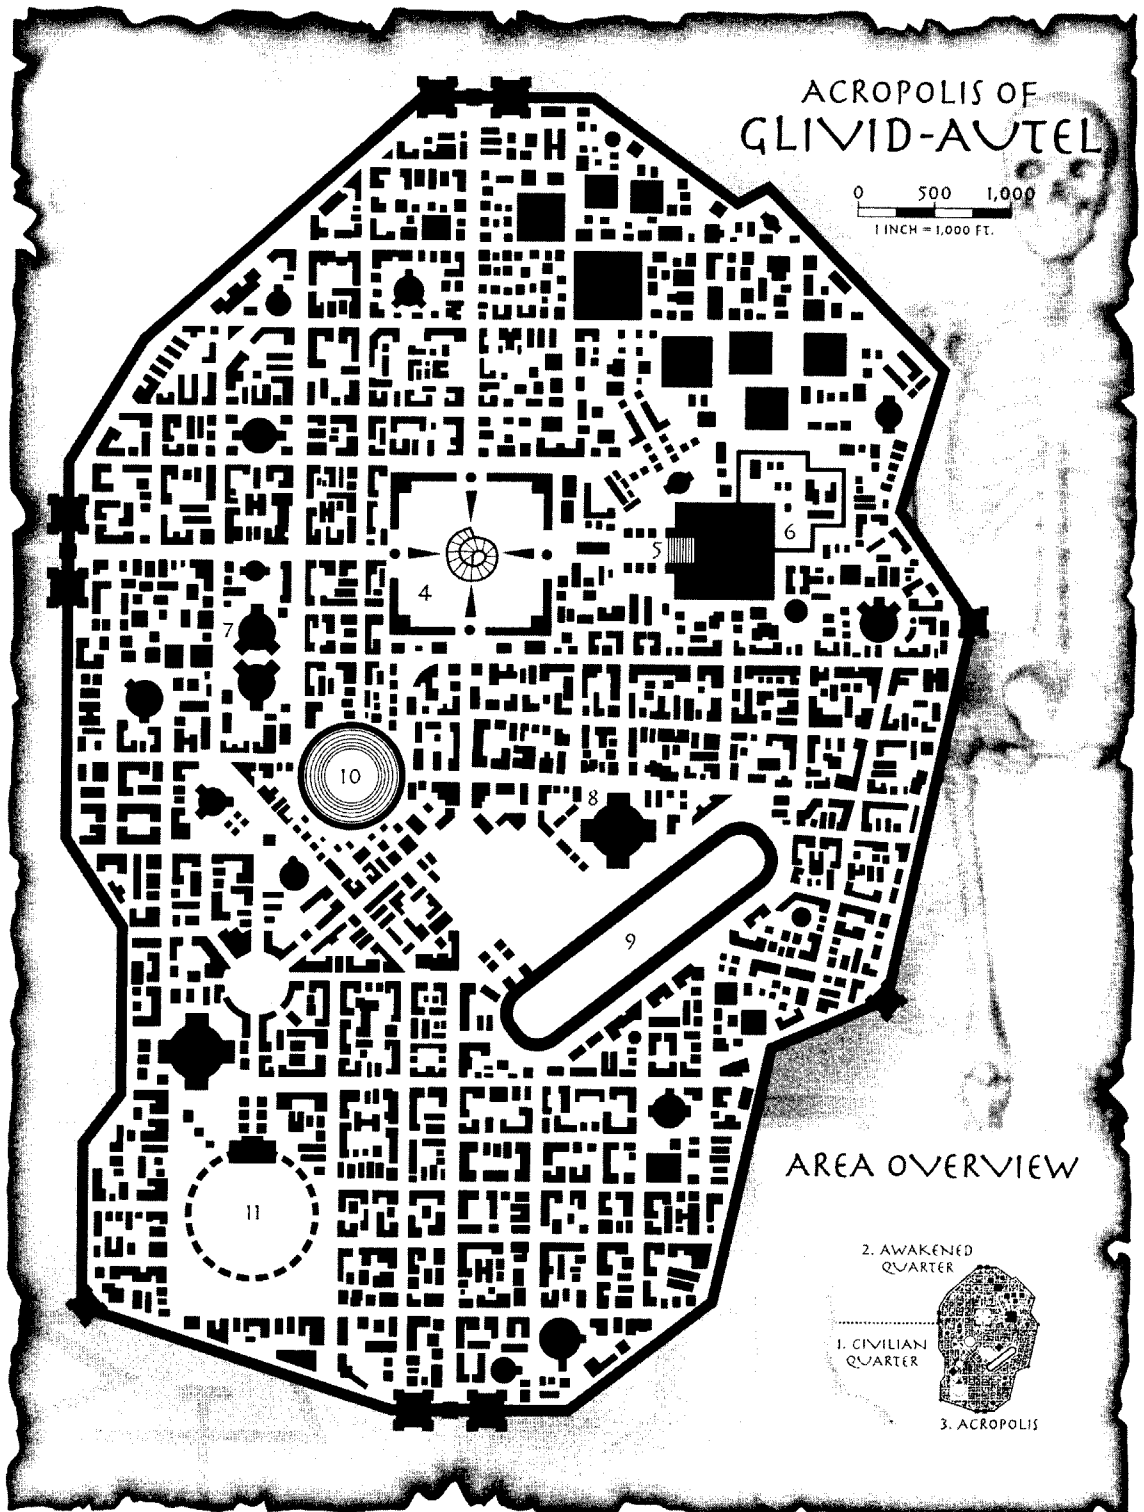 ACROPOLIS OF
GLIVID-AUTEL
0 500 1,000
1 INCH = 1,000 FT.
4
5
6
7
8
9
10
11
AREA OVERVIEW
2. AWAKENED
QUARTER
1. CIVILIAN
QUARTER
3. ACROPOLIS